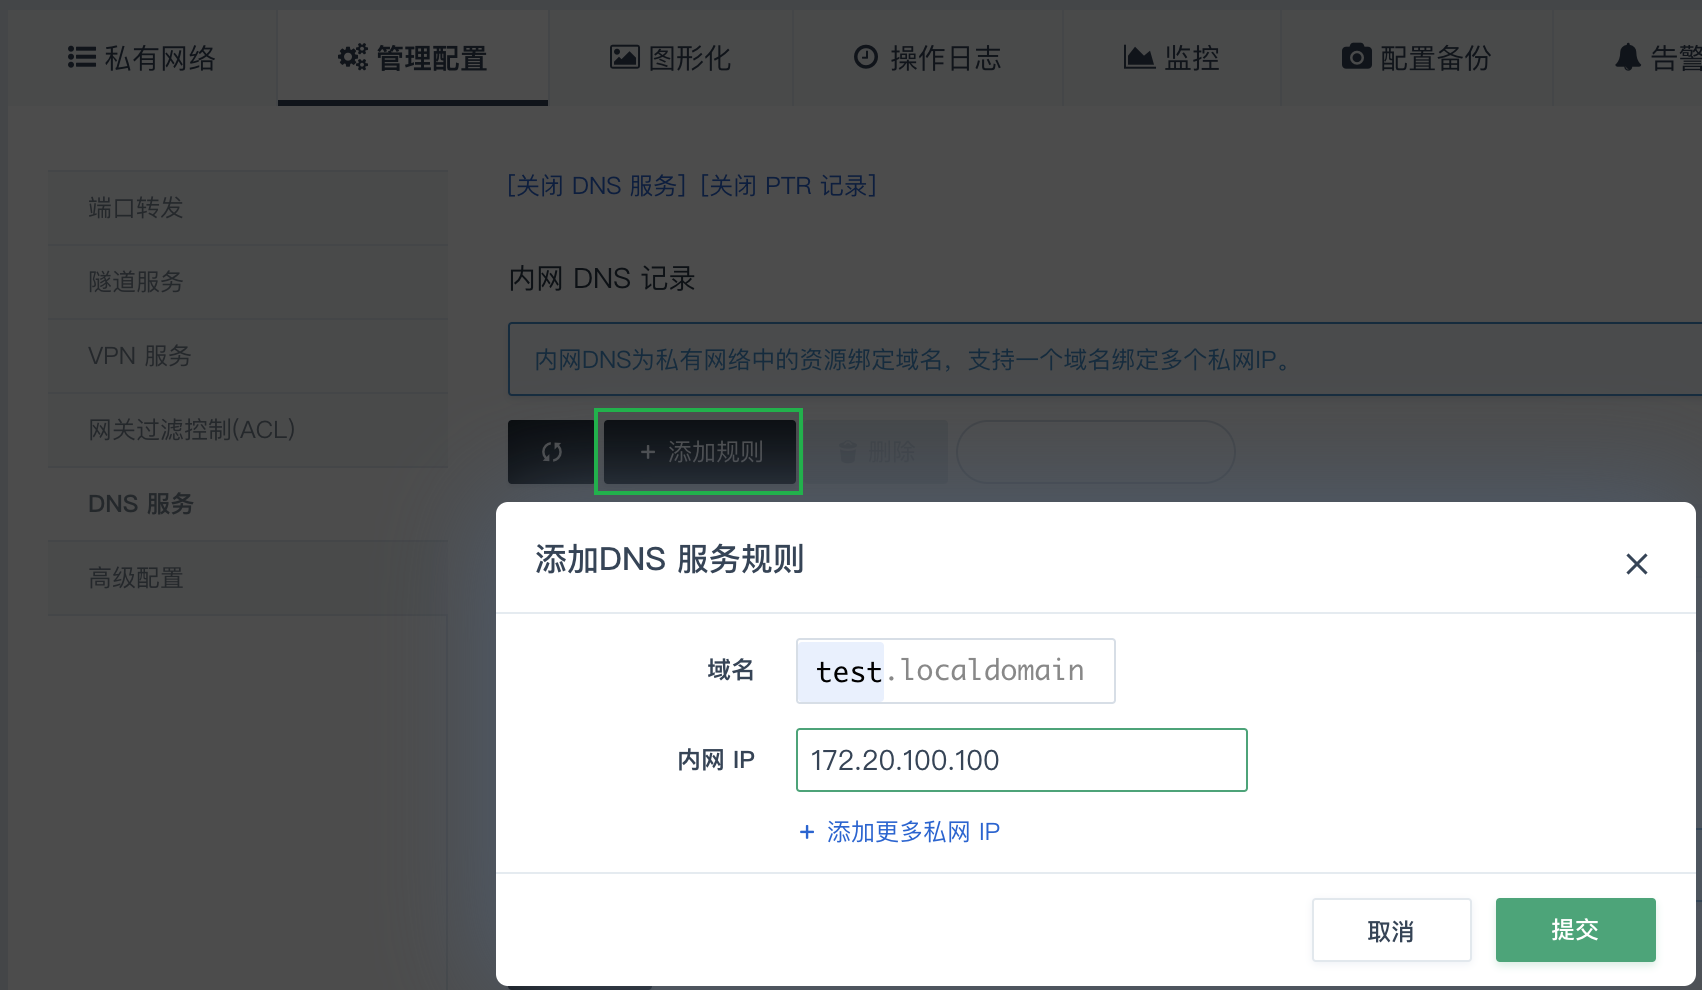 私有网络 管理配置 图形化 操作日志 监控 配置备份 告警
端口转发
隧道服务
VPN 服务
网关过滤控制(ACL)
DNS 服务
高级配置
[关闭 DNS 服务] [关闭 PTR 记录]
内网 DNS 记录
内网DNS为私有网络中的资源绑定域名，支持一个域名绑定多个私网IP。
+ 添加规则 删除
添加DNS 服务规则
域名 test.localdomain
内网 IP 172.20.100.100
+ 添加更多私网 IP
取消 提交